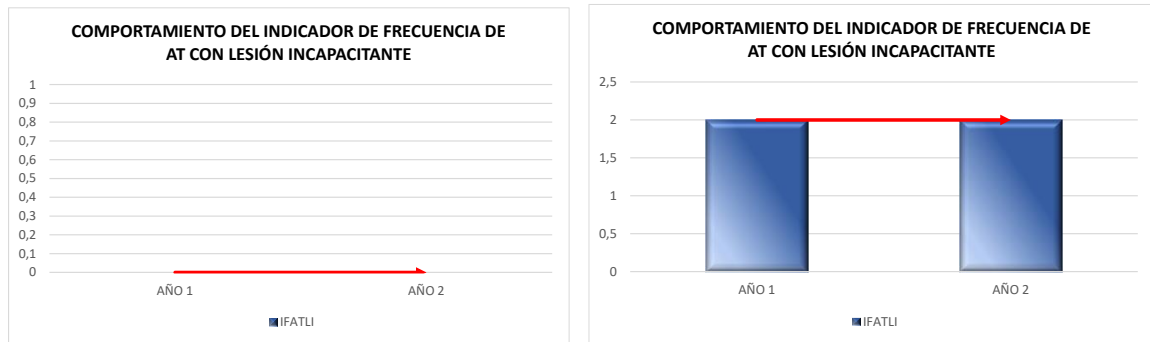 COMPORTAMIENTO DEL INDICADOR DE FRECUENCIA DE
AT CON LESIÓN INCAPACITANTE
1
0,9
0,8
0,7
0,6
0,5
0,4
0,3
0,2
0,1
0
AÑO 1 AÑO 2
IFATLI
COMPORTAMIENTO DEL INDICADOR DE FRECUENCIA DE
AT CON LESIÓN INCAPACITANTE
2,5
2
1,5
1
0,5
0
AÑO 1 AÑO 2
IFATLI